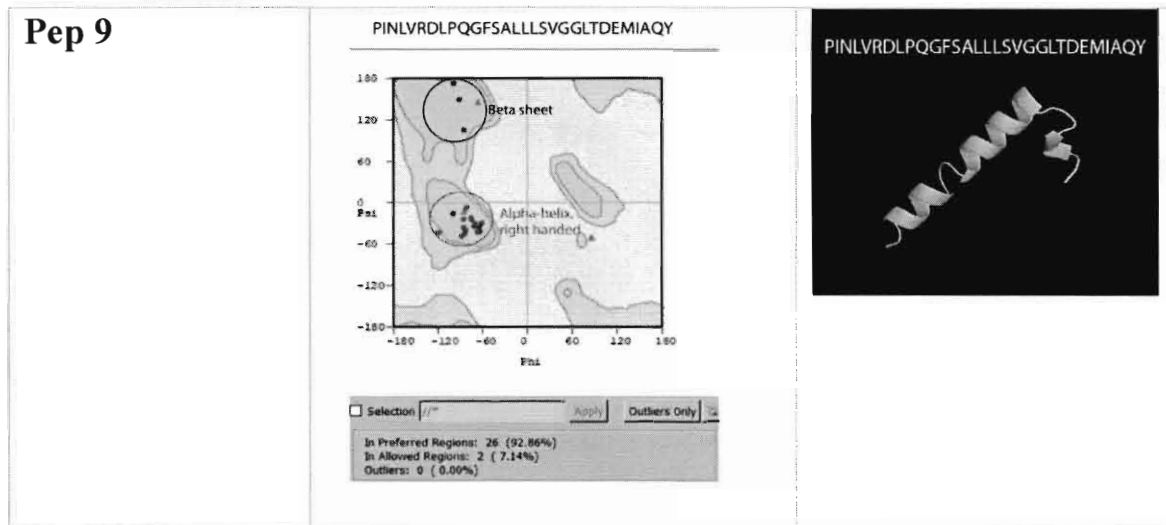 Pep 9
PINLVRDLPQGFSALLLSVGGLTDEMIAQY
180
120
60
0
Psi
-60
-120
-180
Beta sheet
Alpha-helix,
right handed
-180 -120 -60 0 60 120 180
Phi
Selection //* Apply Outliers Only
In Preferred Regions: 26 (92.86%)
In Allowed Regions: 2 ( 7.14%)
Outliers: 0 ( 0.00%)
PINLVRDLPQGFSALLLSVGGLTDEMIAQY